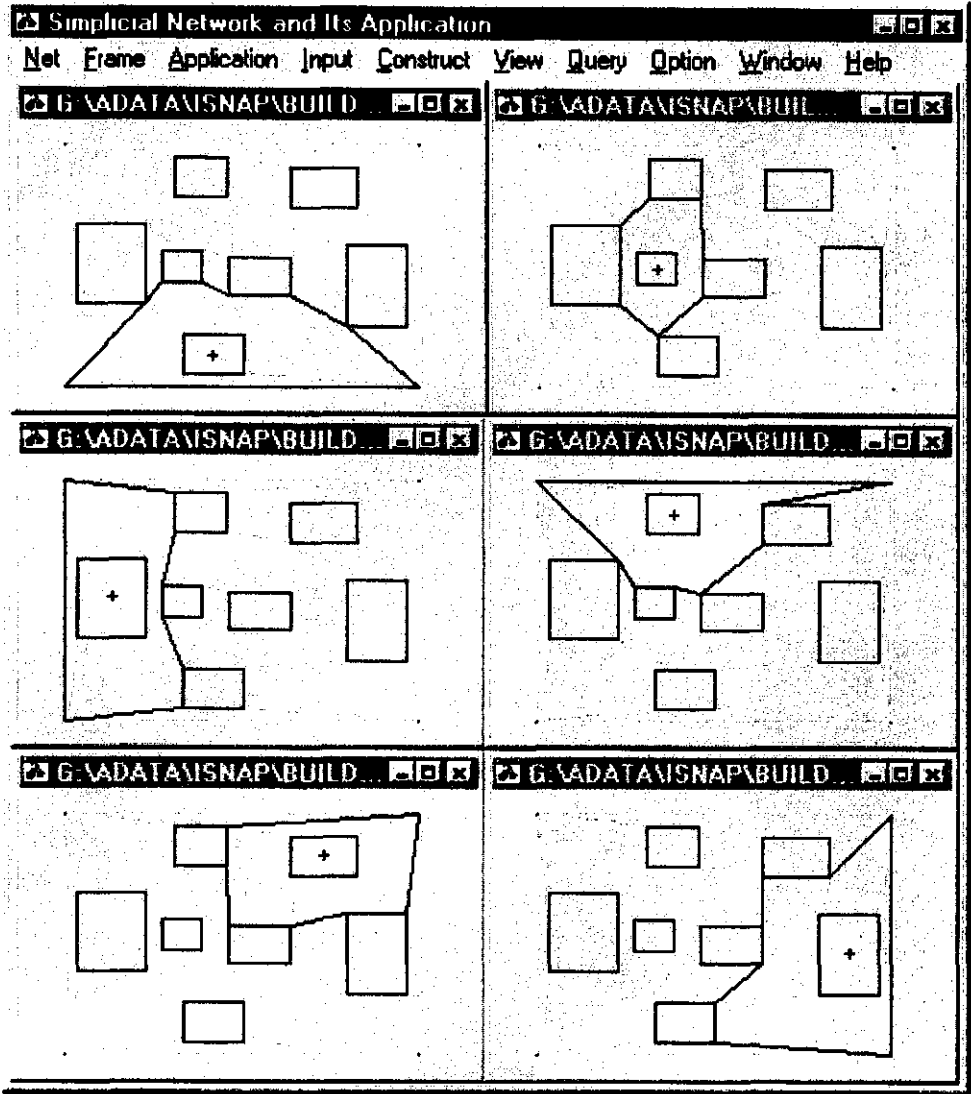 Simplicial Network and Its Application
Net Frame Application Input Construct View Query Option Window Help
G:\ADATA\ISNAP\BUILD...
G:\ADATA\ISNAP\BUIL...
G:\ADATA\ISNAP\BUILD...
G:\ADATA\ISNAP\BUILD...
G:\ADATA\ISNAP\BUILD...
G:\ADATA\ISNAP\BUILD...